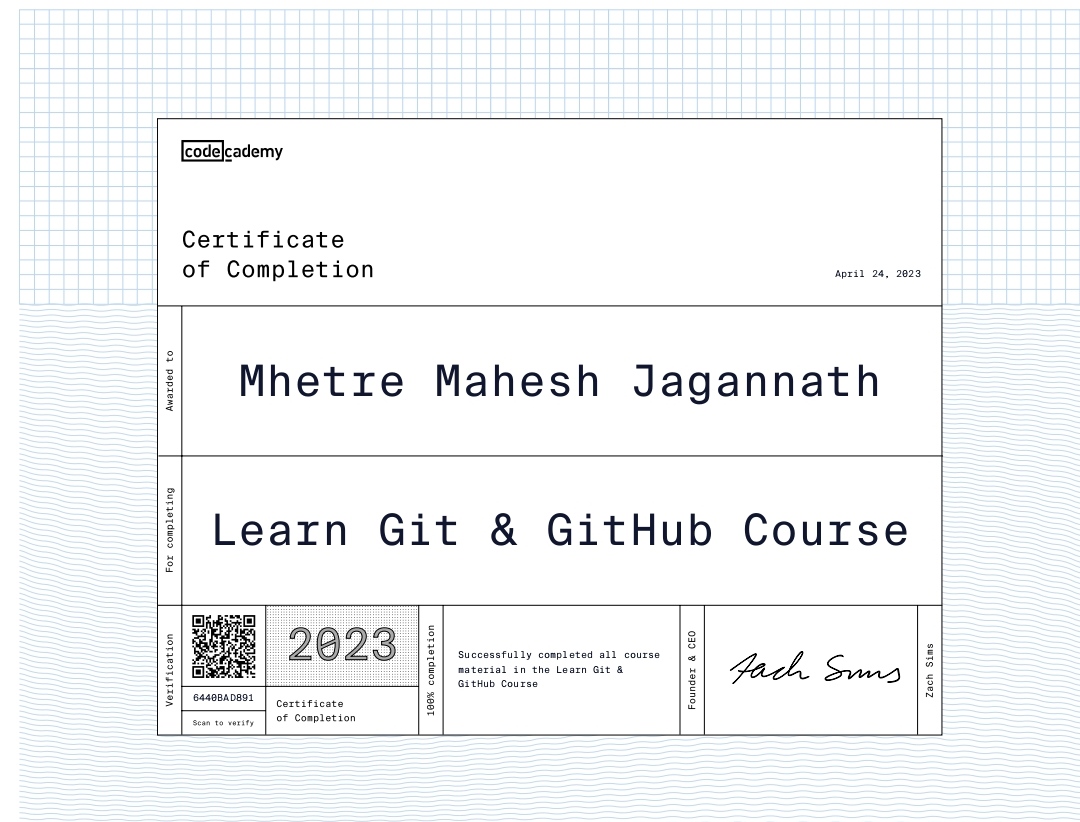 codecademy
Certificate
of Completion
April 24, 2023
Awarded to
Mhetre Mahesh Jagannath
For completing
Learn Git & GitHub Course
Verification
6440BAD891
Scan to verify
2023
Certificate
of Completion
100% completion
Successfully completed all course
material in the Learn Git &
GitHub Course
Founder & CEO
Zach Sims
Zach Sims